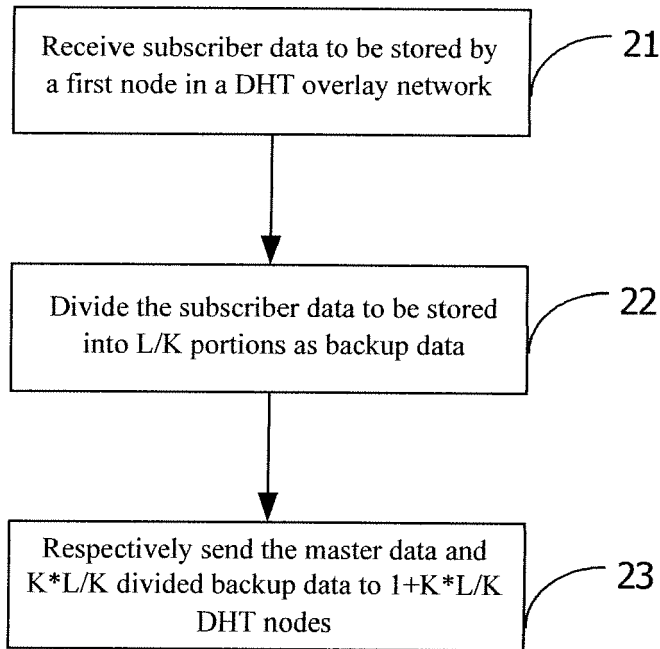 Receive subscriber data to be stored by
a first node in a DHT overlay network
21
Divide the subscriber data to be stored
into L/K portions as backup data
22
Respectively send the master data and
K*L/K divided backup data to 1+K*L/K
DHT nodes
23